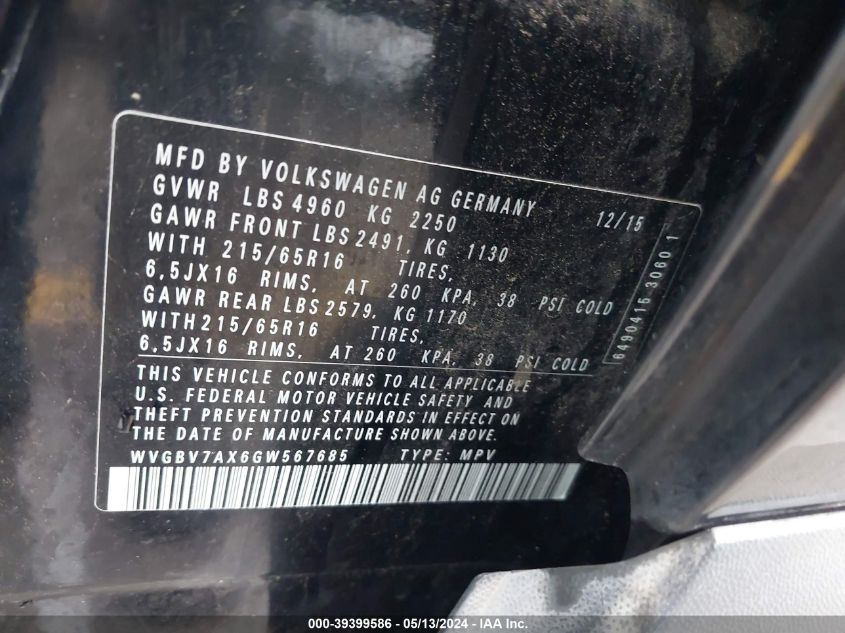 MFD BY VOLKSWAGEN AG GERMANY 12/15
GVWR LBS 4960 KG 2250
GAWR FRONT LBS 2491, KG 1130
WITH 215/65R16 TIRES,
6,5JX16 RIMS, AT 260 KPA, 38 PSI COLD
GAWR REAR LBS 2579, KG 1170
WITH 215/65R16 TIRES,
6,5JX16 RIMS, AT 260 KPA, 38 PSI COLD
6490415 3060 1
THIS VEHICLE CONFORMS TO ALL APPLICABLE
U.S. FEDERAL MOTOR VEHICLE SAFETY AND
THEFT PREVENTION STANDARDS IN EFFECT ON
THE DATE OF MANUFACTURE SHOWN ABOVE.
WVGBV7AX6GW567685 TYPE: MPV
000-39399586 - 05/13/2024 - IAA Inc.